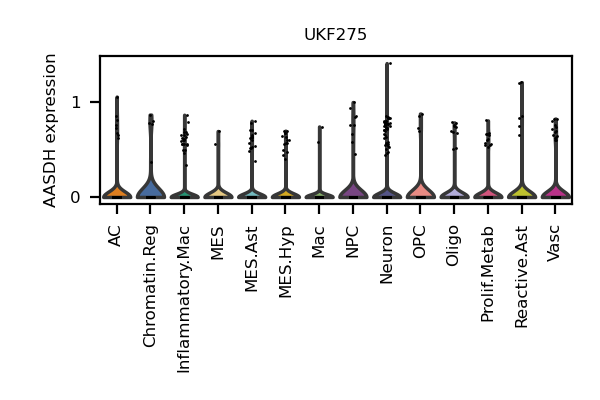 UKF275
AASDH expression
1
0
AC
Chromatin.Reg
Inflammatory.Mac
MES
MES.Ast
MES.Hyp
Mac
NPC
Neuron
OPC
Oligo
Prolif.Metab
Reactive.Ast
Vasc